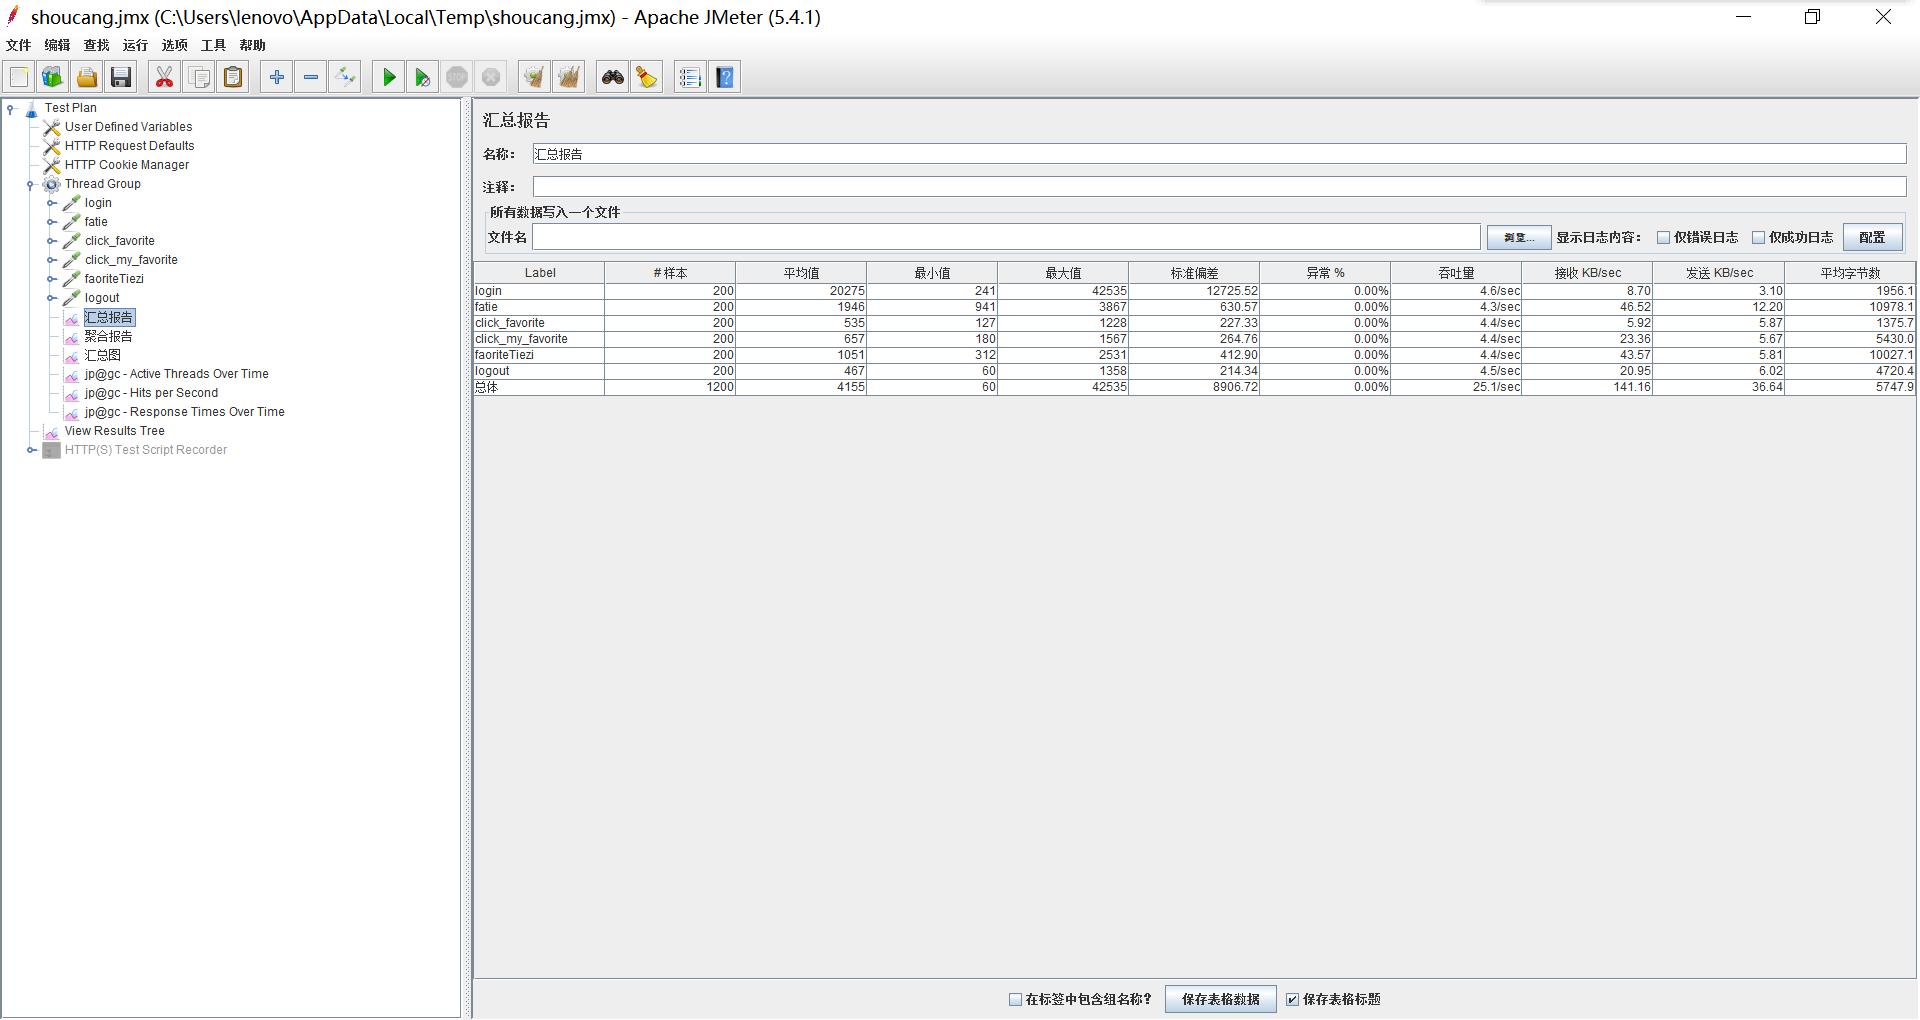 shoucang.jmx (C:\Users\lenovo\AppData\Local\Temp\shoucang.jmx) - Apache JMeter (5.4.1)
文件 编辑 查找 运行 选项 工具 帮助
Test Plan
User Defined Variables
HTTP Request Defaults
HTTP Cookie Manager
Thread Group
login
fatie
click_favorite
click_my_favorite
faoriteTiezi
logout
汇总报告
聚合报告
汇总图
jp@gc - Active Threads Over Time
jp@gc - Hits per Second
jp@gc - Response Times Over Time
View Results Tree
HTTP(S) Test Script Recorder
汇总报告
名称： 汇总报告
注释：
所有数据写入一个文件
文件名 浏览... 显示日志内容： 仅错误日志 仅成功日志 配置
Label # 样本 平均值 最小值 最大值 标准偏差 异常 % 吞吐量 接收 KB/sec 发送 KB/sec 平均字节数
login 200 20275 241 42535 12725.52 0.00% 4.6/sec 8.70 3.10 1956.1
fatie 200 1946 941 3867 630.57 0.00% 4.3/sec 46.52 12.20 10978.1
click_favorite 200 535 127 1228 227.33 0.00% 4.4/sec 5.92 5.87 1375.7
click_my_favorite 200 657 180 1567 264.76 0.00% 4.4/sec 23.36 5.67 5430.0
faoriteTiezi 200 1051 312 2531 412.90 0.00% 4.4/sec 43.57 5.81 10027.1
logout 200 467 60 1358 214.34 0.00% 4.5/sec 20.95 6.02 4720.4
总体 1200 4155 60 42535 8906.72 0.00% 25.1/sec 141.16 36.64 5747.9
在标签中包含组名称？ 保存表格数据 保存表格标题